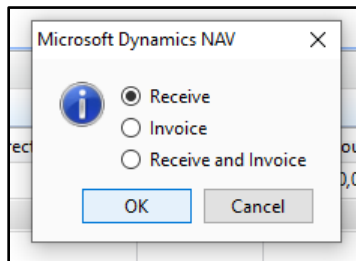 Microsoft Dynamics NAV
Receive
Invoice
Receive and Invoice
OK
Cancel